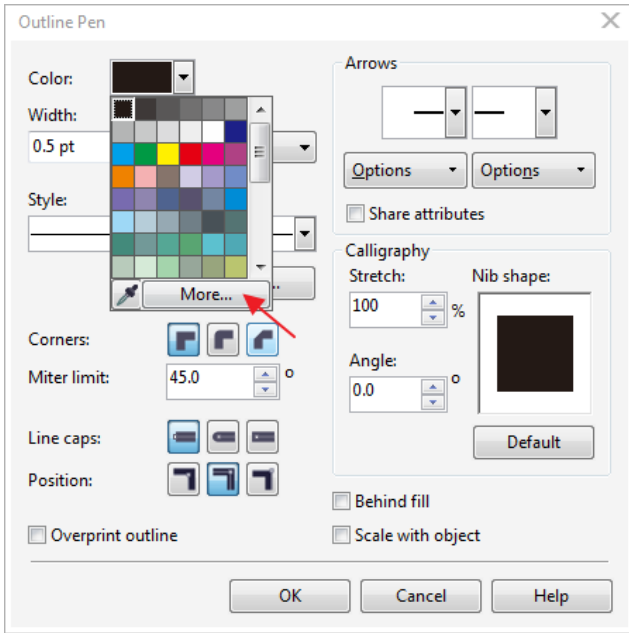 Outline Pen
Color:
Width:
0.5 pt
Style:
More...
Corners:
Miter limit:
45.0
o
Line caps:
Position:
Overprint outline
Arrows
Options
Options
Share attributes
Calligraphy
Stretch:
Nib shape:
100
%
Angle:
0.0
o
Default
Behind fill
Scale with object
OK
Cancel
Help